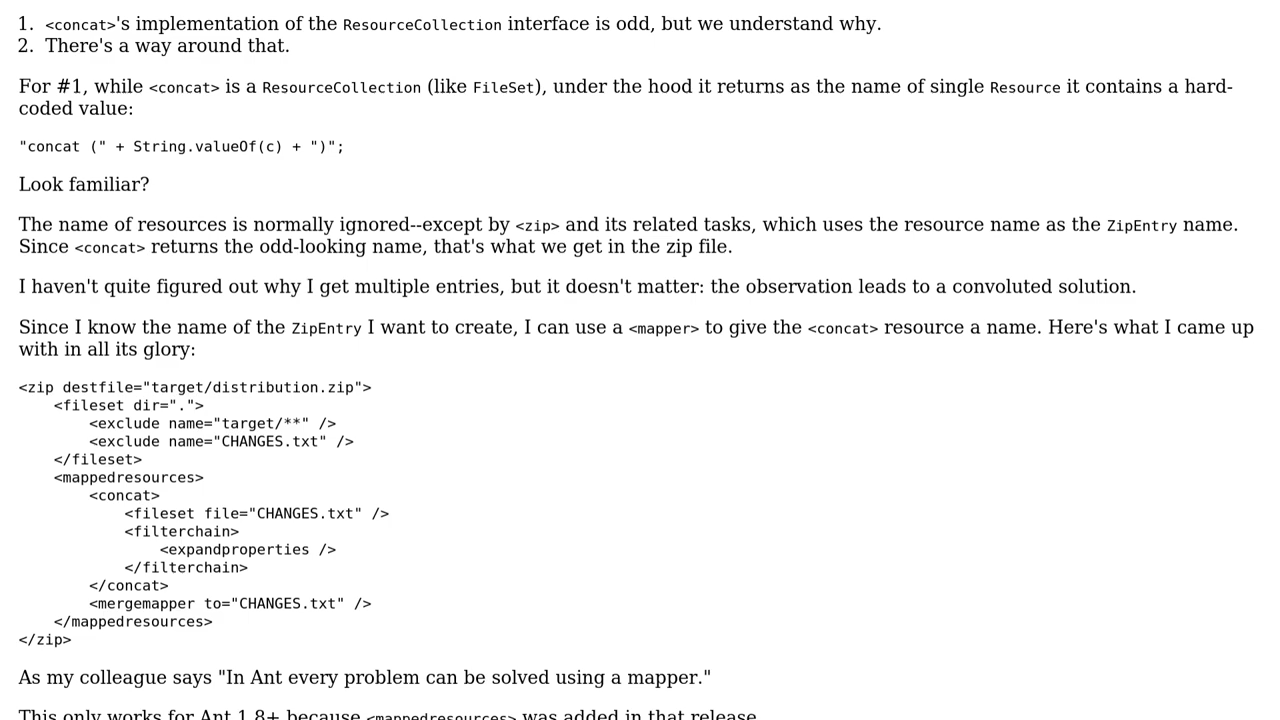 1. <concat>'s implementation of the ResourceCollection interface is odd, but we understand why.
2. There's a way around that.
For #1, while <concat> is a ResourceCollection (like FileSet), under the hood it returns as the name of single Resource it contains a hard-
coded value:
"concat (" + String.valueOf(c) + ")";
Look familiar?
The name of resources is normally ignored--except by <zip> and its related tasks, which uses the resource name as the ZipEntry name.
Since <concat> returns the odd-looking name, that's what we get in the zip file.
I haven't quite figured out why I get multiple entries, but it doesn't matter: the observation leads to a convoluted solution.
Since I know the name of the ZipEntry I want to create, I can use a <mapper> to give the <concat> resource a name. Here's what I came up
with in all its glory:
<zip destfile="target/distribution.zip">
    <fileset dir=".">
        <exclude name="target/**" />
        <exclude name="CHANGES.txt" />
    </fileset>
    <mappedresources>
        <concat>
            <fileset file="CHANGES.txt" />
            <filterchain>
                <expandproperties />
            </filterchain>
        </concat>
        <mergemapper to="CHANGES.txt" />
    </mappedresources>
</zip>
As my colleague says "In Ant every problem can be solved using a mapper."
This only works for Ant 1.8+ because <mappedresources> was added in that release.